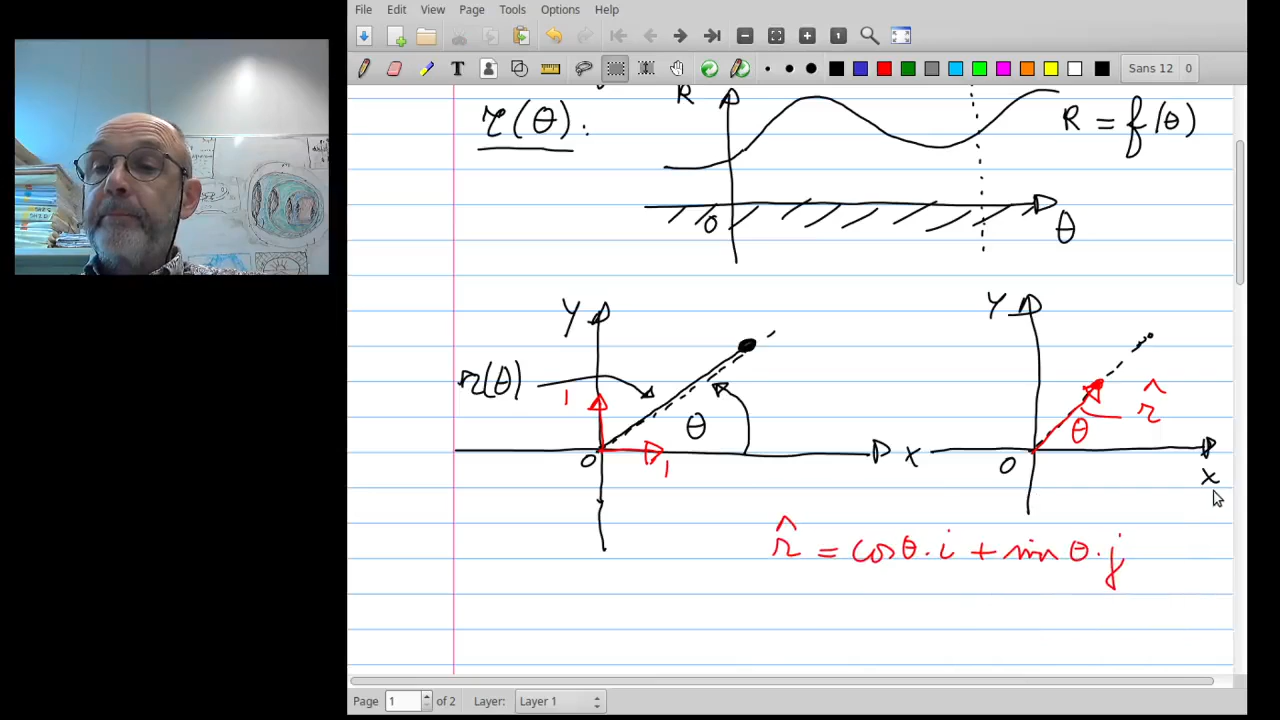 File Edit View Page Tools Options Help
Sans 12 0
r(θ):
R
R = f(θ)
0
θ
Y
Y
r(θ)
1
θ
r̂
θ
0
1
X
0
X
r̂ = cosθ.i + sin θ.j
Page 1 of 2 Layer: Layer 1